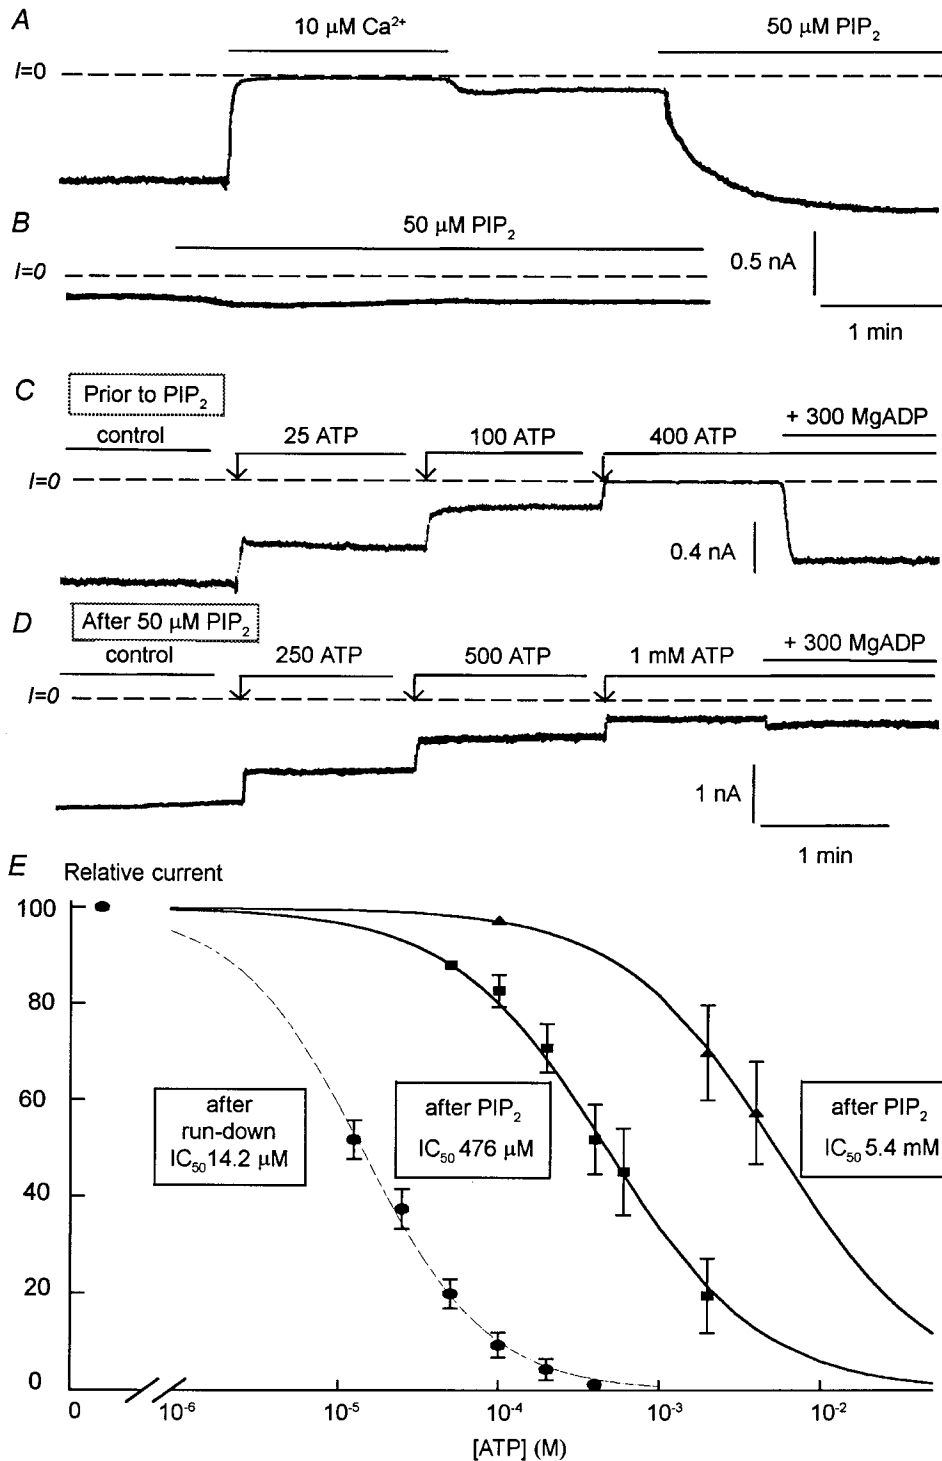 A
10 μM Ca²⁺
50 μM PIP₂
I=0
B
50 μM PIP₂
I=0
0.5 nA
1 min
C
Prior to PIP₂
control
25 ATP
100 ATP
400 ATP
+ 300 MgADP
I=0
0.4 nA
D
After 50 μM PIP₂
control
250 ATP
500 ATP
1 mM ATP
+ 300 MgADP
I=0
1 nA
1 min
E
Relative current
100
80
60
40
20
0
after
run-down
IC₅₀ 14.2 μM
after PIP₂
IC₅₀ 476 μM
after PIP₂
IC₅₀ 5.4 mM
0
10⁻⁶
10⁻⁵
10⁻⁴
10⁻³
10⁻²
[ATP] (M)